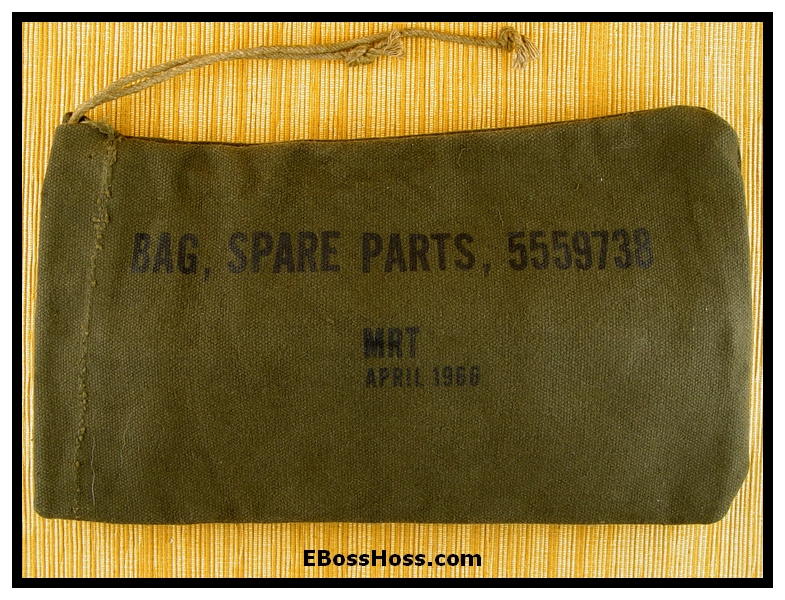 BAG, SPARE PARTS, 5559738
MRT
APRIL 1966
EBossHoss.com